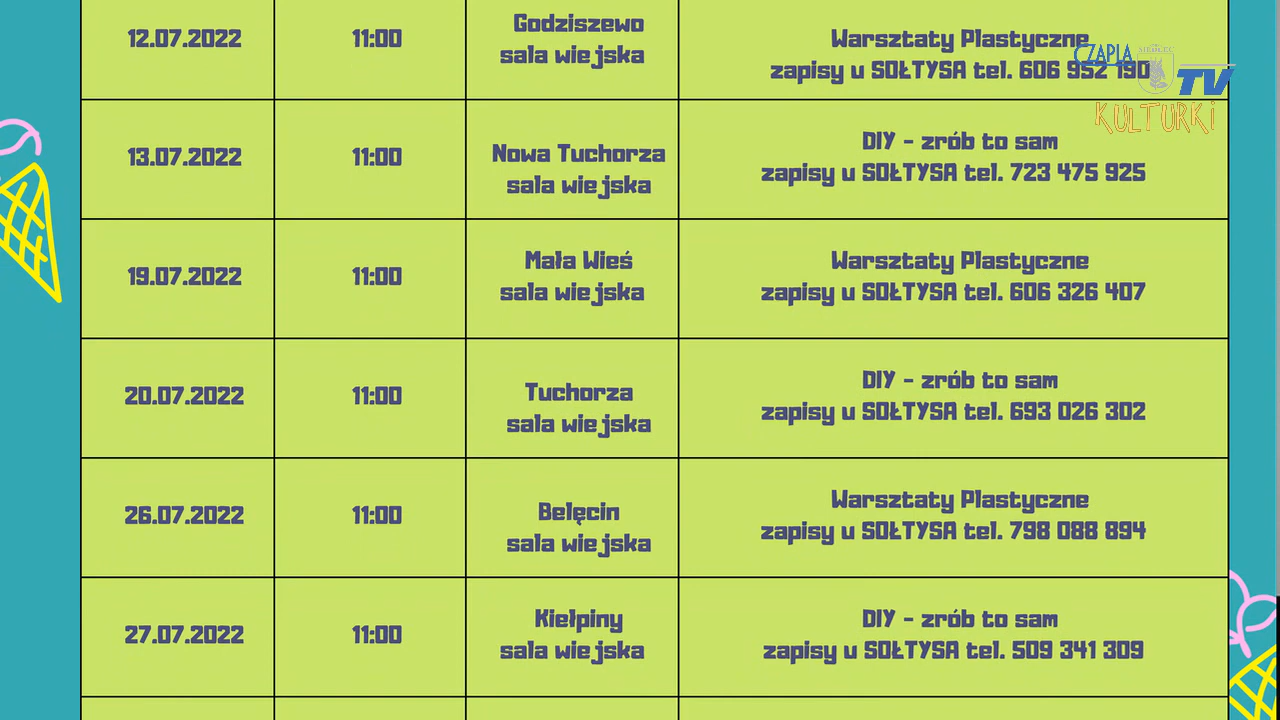 12.07.2022
11:00
Godziszewo
sala wiejska
Warsztaty Plastyczne
zapisy u SOŁTYSA tel. 606 952 190
CZAPLA
SIEDLEC
TV
KULTURKi
13.07.2022
11:00
Nowa Tuchorza
sala wiejska
DIY - zrób to sam
zapisy u SOŁTYSA tel. 723 475 925
19.07.2022
11:00
Mała Wieś
sala wiejska
Warsztaty Plastyczne
zapisy u SOŁTYSA tel. 606 326 407
20.07.2022
11:00
Tuchorza
sala wiejska
DIY - zrób to sam
zapisy u SOŁTYSA tel. 693 026 302
26.07.2022
11:00
Belęcin
sala wiejska
Warsztaty Plastyczne
zapisy u SOŁTYSA tel. 798 088 894
27.07.2022
11:00
Kiełpiny
sala wiejska
DIY - zrób to sam
zapisy u SOŁTYSA tel. 509 341 309